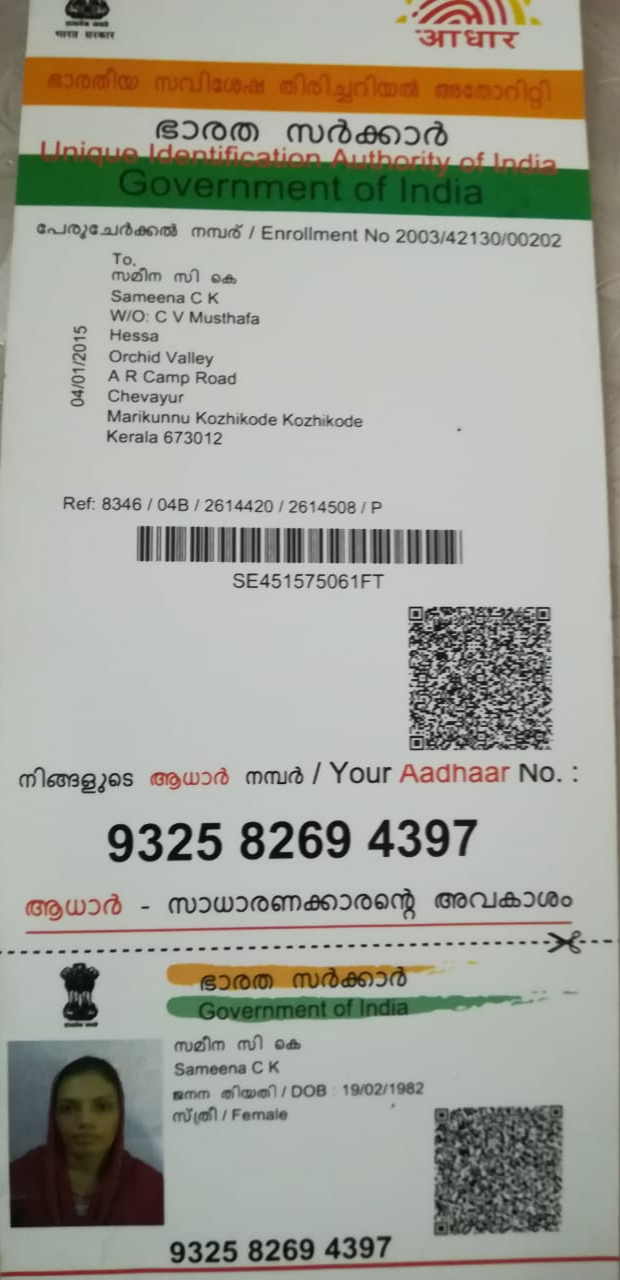 भारत सरकार
आधार
ഭാരതീയ സവിശേഷ തിരിച്ചറിയൽ അതോറിറ്റി
ഭാരത സർക്കാർ
Unique Identification Authority of India
Government of India
പേരുചേർക്കൽ നമ്പര് / Enrollment No 2003/42130/00202
To,
സമീന സി കെ
Sameena C K
W/O: C V Musthafa
Hessa
Orchid Valley
A R Camp Road
Chevayur
Marikunnu Kozhikode Kozhikode
Kerala 673012
04/01/2015
Ref: 8346 / 04B / 2614420 / 2614508 / P
SE451575061FT
നിങ്ങളുടെ ആധാർ നമ്പർ / Your Aadhaar No. :
9325 8269 4397
ആധാർ - സാധാരണക്കാരന്റെ അവകാശം
ഭാരത സർക്കാർ
Government of India
സമീന സി കെ
Sameena C K
ജനന തിയതി / DOB : 19/02/1982
സ്ത്രീ / Female
9325 8269 4397